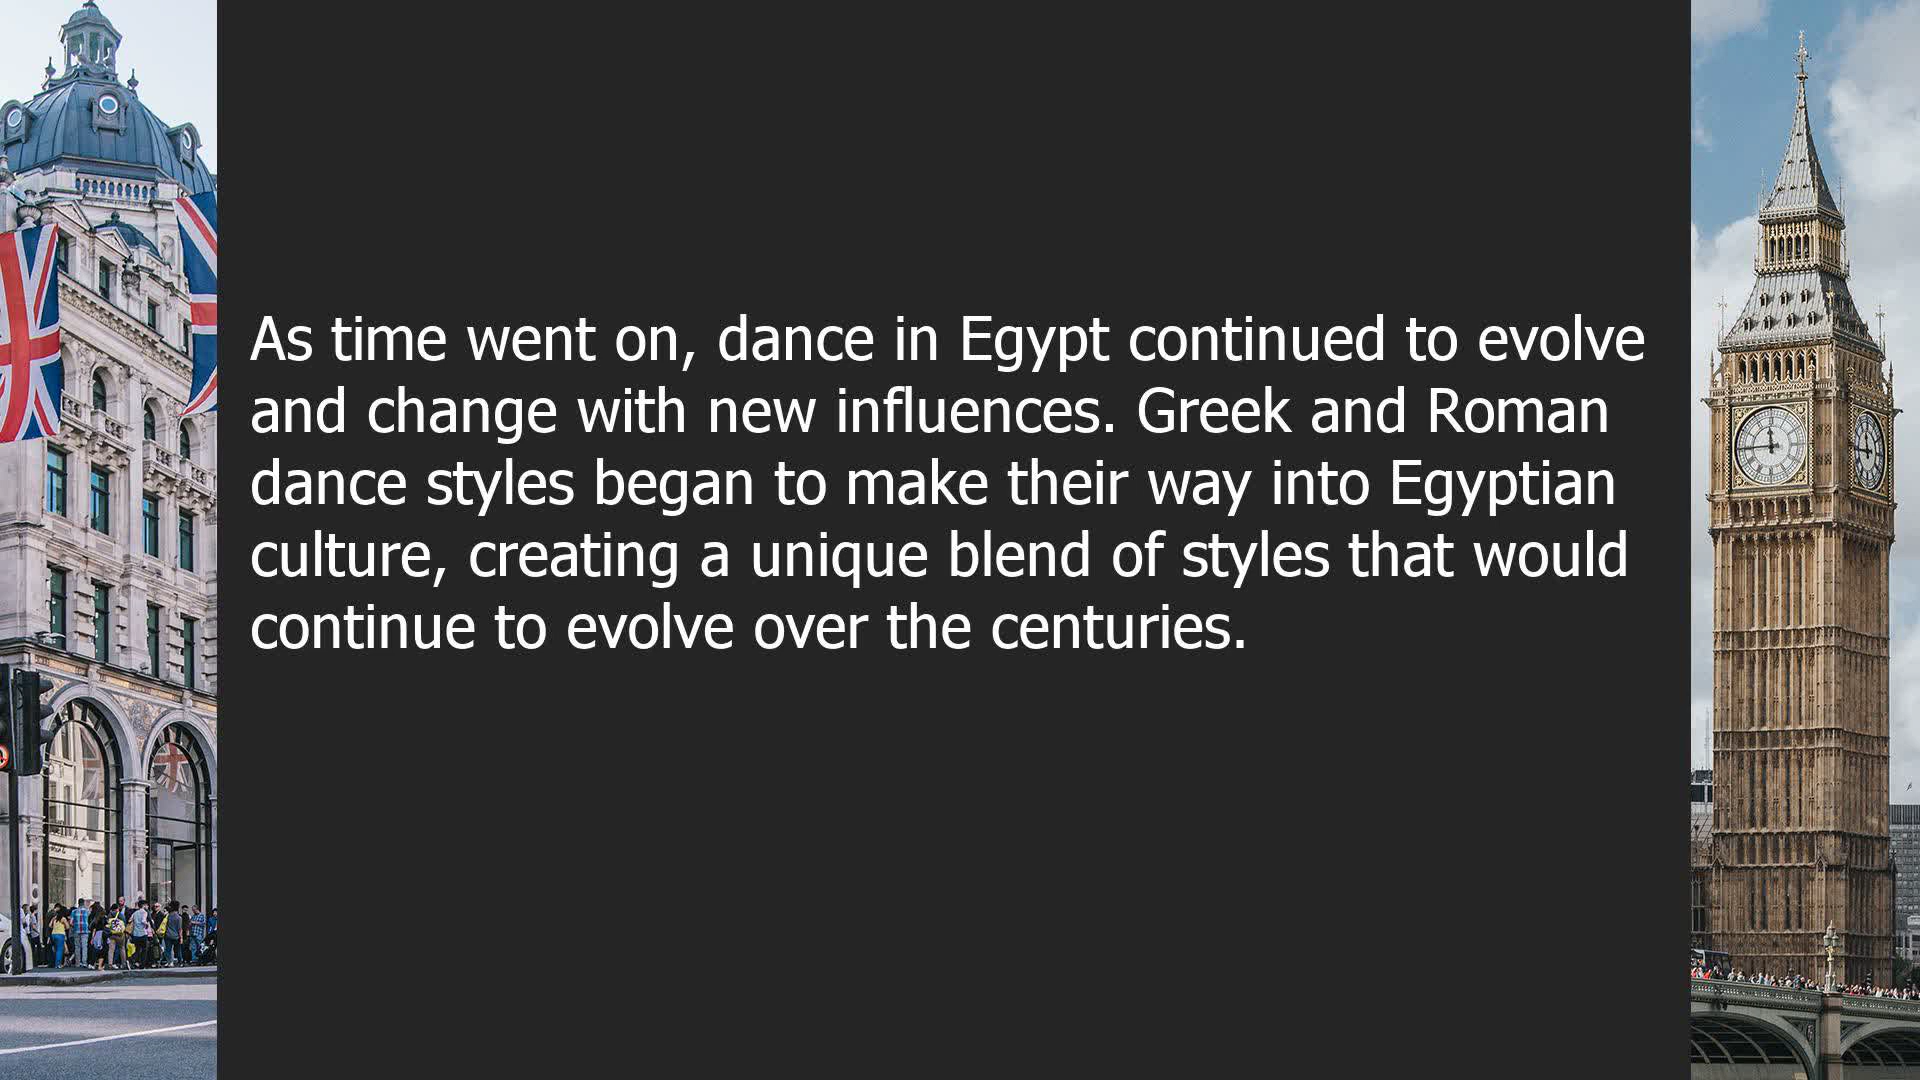 As time went on, dance in Egypt continued to evolve
and change with new influences. Greek and Roman
dance styles began to make their way into Egyptian
culture, creating a unique blend of styles that would
continue to evolve over the centuries.